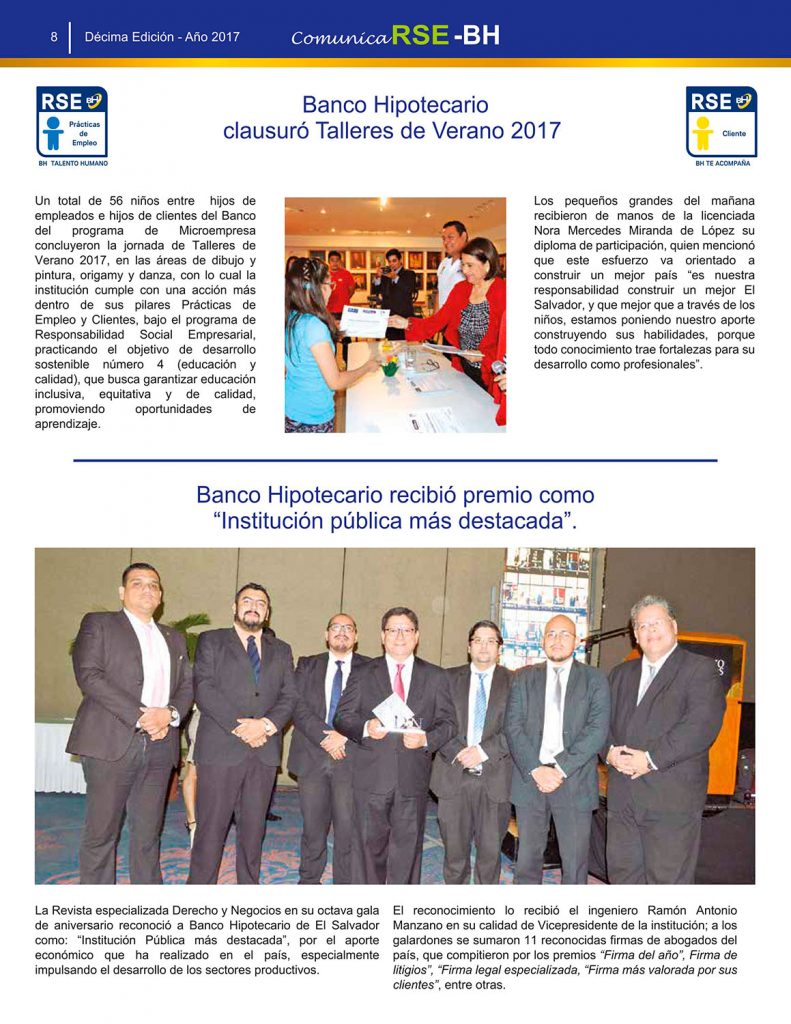 8
Décima Edición - Año 2017
ComunicaRSE-BH
RSE BH
Prácticas
de
Empleo
BH TALENTO HUMANO
Banco Hipotecario
clausuró Talleres de Verano 2017
RSE BH
Cliente
BH TE ACOMPAÑA
Un total de 56 niños entre hijos de
empleados e hijos de clientes del Banco
del programa de Microempresa
concluyeron la jornada de Talleres de
Verano 2017, en las áreas de dibujo y
pintura, origamy y danza, con lo cual la
institución cumple con una acción más
dentro de sus pilares Prácticas de
Empleo y Clientes, bajo el programa de
Responsabilidad Social Empresarial,
practicando el objetivo de desarrollo
sostenible número 4 (educación y
calidad), que busca garantizar educación
inclusiva, equitativa y de calidad,
promoviendo oportunidades de
aprendizaje.
Los pequeños grandes del mañana
recibieron de manos de la licenciada
Nora Mercedes Miranda de López su
diploma de participación, quien mencionó
que este esfuerzo va orientado a
construir un mejor país “es nuestra
responsabilidad construir un mejor El
Salvador, y que mejor que a través de los
niños, estamos poniendo nuestro aporte
construyendo sus habilidades, porque
todo conocimiento trae fortalezas para su
desarrollo como profesionales”.
Banco Hipotecario recibió premio como
“Institución pública más destacada”.
La Revista especializada Derecho y Negocios en su octava gala
de aniversario reconoció a Banco Hipotecario de El Salvador
como: “Institución Pública más destacada”, por el aporte
económico que ha realizado en el país, especialmente
impulsando el desarrollo de los sectores productivos.
El reconocimiento lo recibió el ingeniero Ramón Antonio
Manzano en su calidad de Vicepresidente de la institución; a los
galardones se sumaron 11 reconocidas firmas de abogados del
país, que compitieron por los premios “Firma del año”, Firma de
litigios”, “Firma legal especializada, “Firma más valorada por sus
clientes”, entre otras.